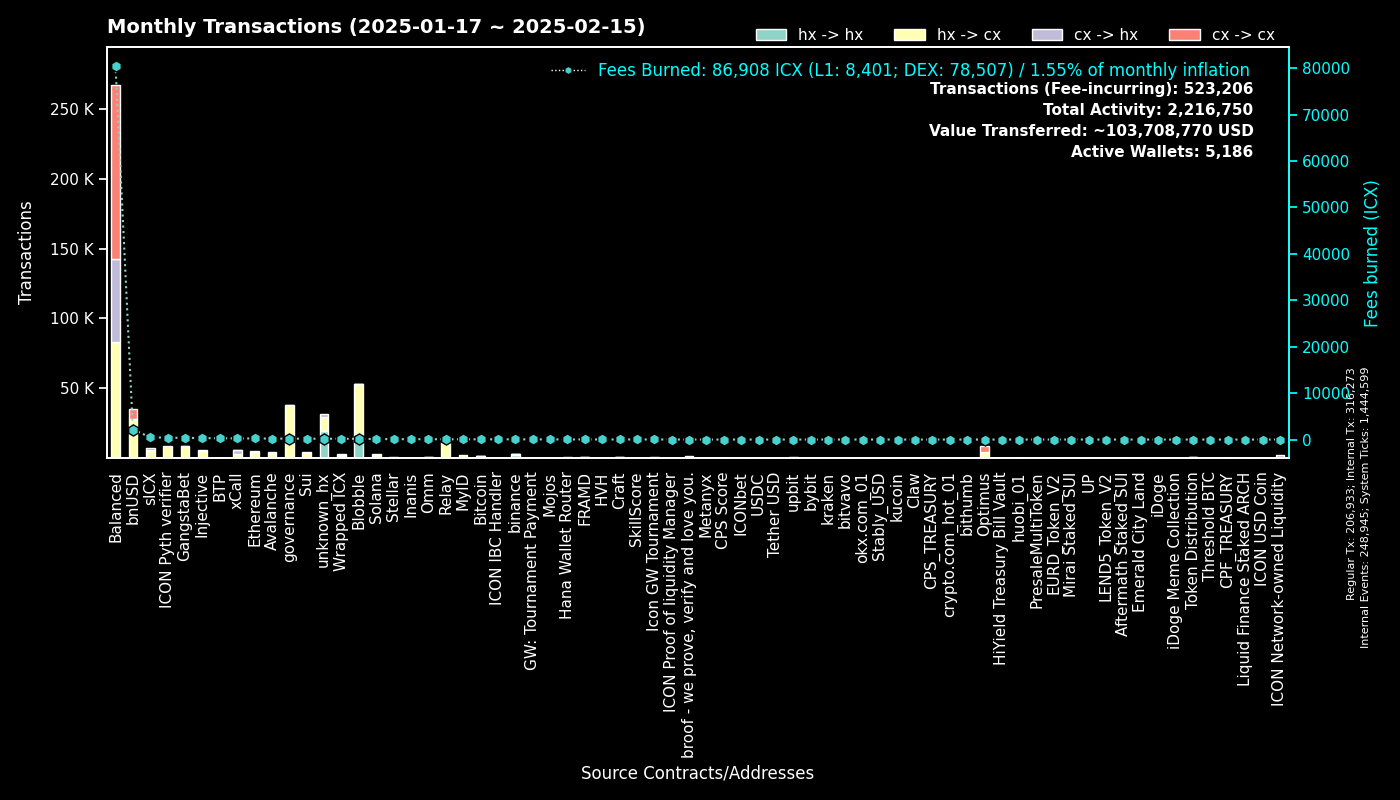 Monthly Transactions (2025-01-17 ~ 2025-02-15)
hx -> hx
hx -> cx
cx -> hx
cx -> cx
Fees Burned: 86,908 ICX (L1: 8,401; DEX: 78,507) / 1.55% of monthly inflation
Transactions (Fee-incurring): 523,206
Total Activity: 2,216,750
Value Transferred: ~103,708,770 USD
Active Wallets: 5,186
Transactions
250 K
200 K
150 K
100 K
50 K
80000
70000
60000
50000
40000
30000
20000
10000
0
Fees burned (ICX)
Regular Tx: 206,933; Internal Tx: 316,273
Internal Events: 248,945; System Ticks: 1,444,599
Balanced
bnUSD
sICX
ICON Pyth verifier
GangstaBet
Injective
BTP
xCall
Ethereum
Avalanche
governance
Sui
unknown_hx
Wrapped_ICX
Blobble
Solana
Stellar
Inanis
Omm
Relay
MyID
Bitcoin
ICON IBC Handler
binance
GW: Tournament Payment
Mojos
Hana Wallet Router
FRAMD
HVH
Craft
SkillScore
Icon GW Tournament
ICON Proof of liquidity Manager
broof - we prove, verify and love you.
Metanyx
CPS Score
ICONbet
USDC
Tether USD
upbit
bybit
kraken
bitvavo
okx.com_01
Stably_USD
kucoin
Claw
CPS_TREASURY
crypto.com_hot_01
bithumb
Optimus
HiYield Treasury Bill Vault
huobi_01
PresaleMultiToken
EURD_Token_V2
Mirai Staked SUI
UP
LEND5_Token_V2
Aftermath Staked SUI
Emerald City Land
iDoge
iDoge Meme Collection
Token Distribution
Threshold BTC
CPF_TREASURY
Liquid Finance Staked ARCH
ICON USD Coin
ICON Network-owned Liquidity
Source Contracts/Addresses